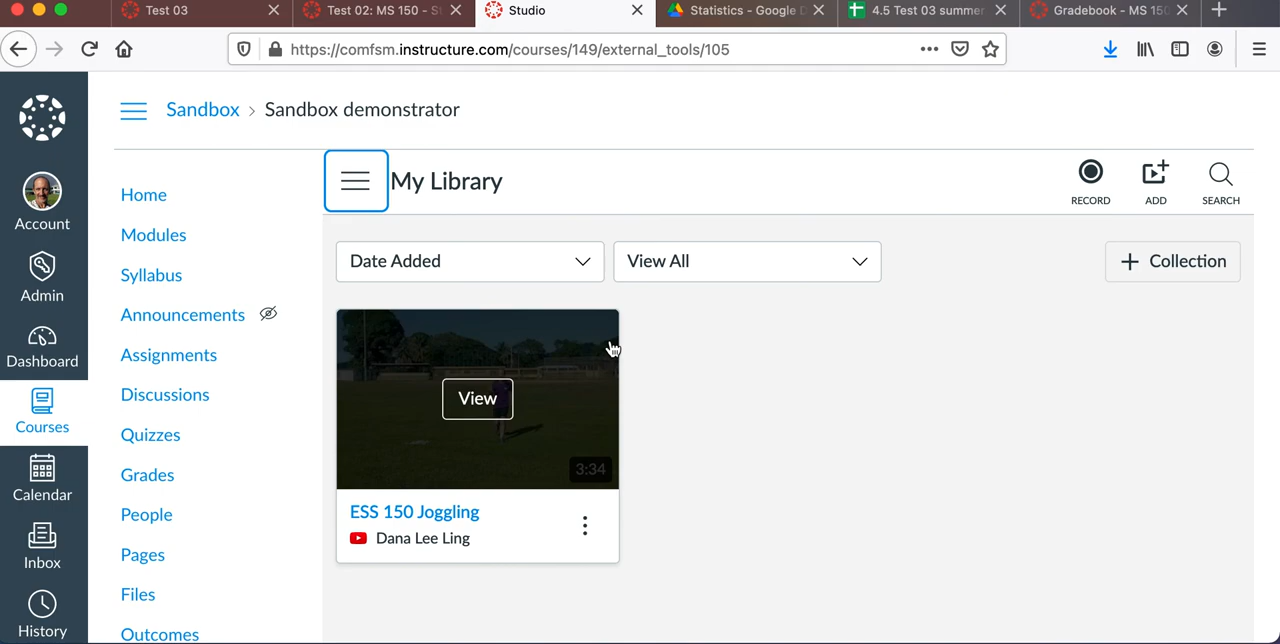 Test 03
Test 02: MS 150 - St
Studio
Statistics - Google D
4.5 Test 03 summer
Gradebook - MS 150
https://comfsm.instructure.com/courses/149/external_tools/105
Sandbox > Sandbox demonstrator
Account
Admin
Dashboard
Courses
Calendar
Inbox
History
Home
Modules
Syllabus
Announcements
Assignments
Discussions
Quizzes
Grades
People
Pages
Files
Outcomes
My Library
RECORD
ADD
SEARCH
Date Added
View All
+ Collection
View
3:34
ESS 150 Joggling
Dana Lee Ling